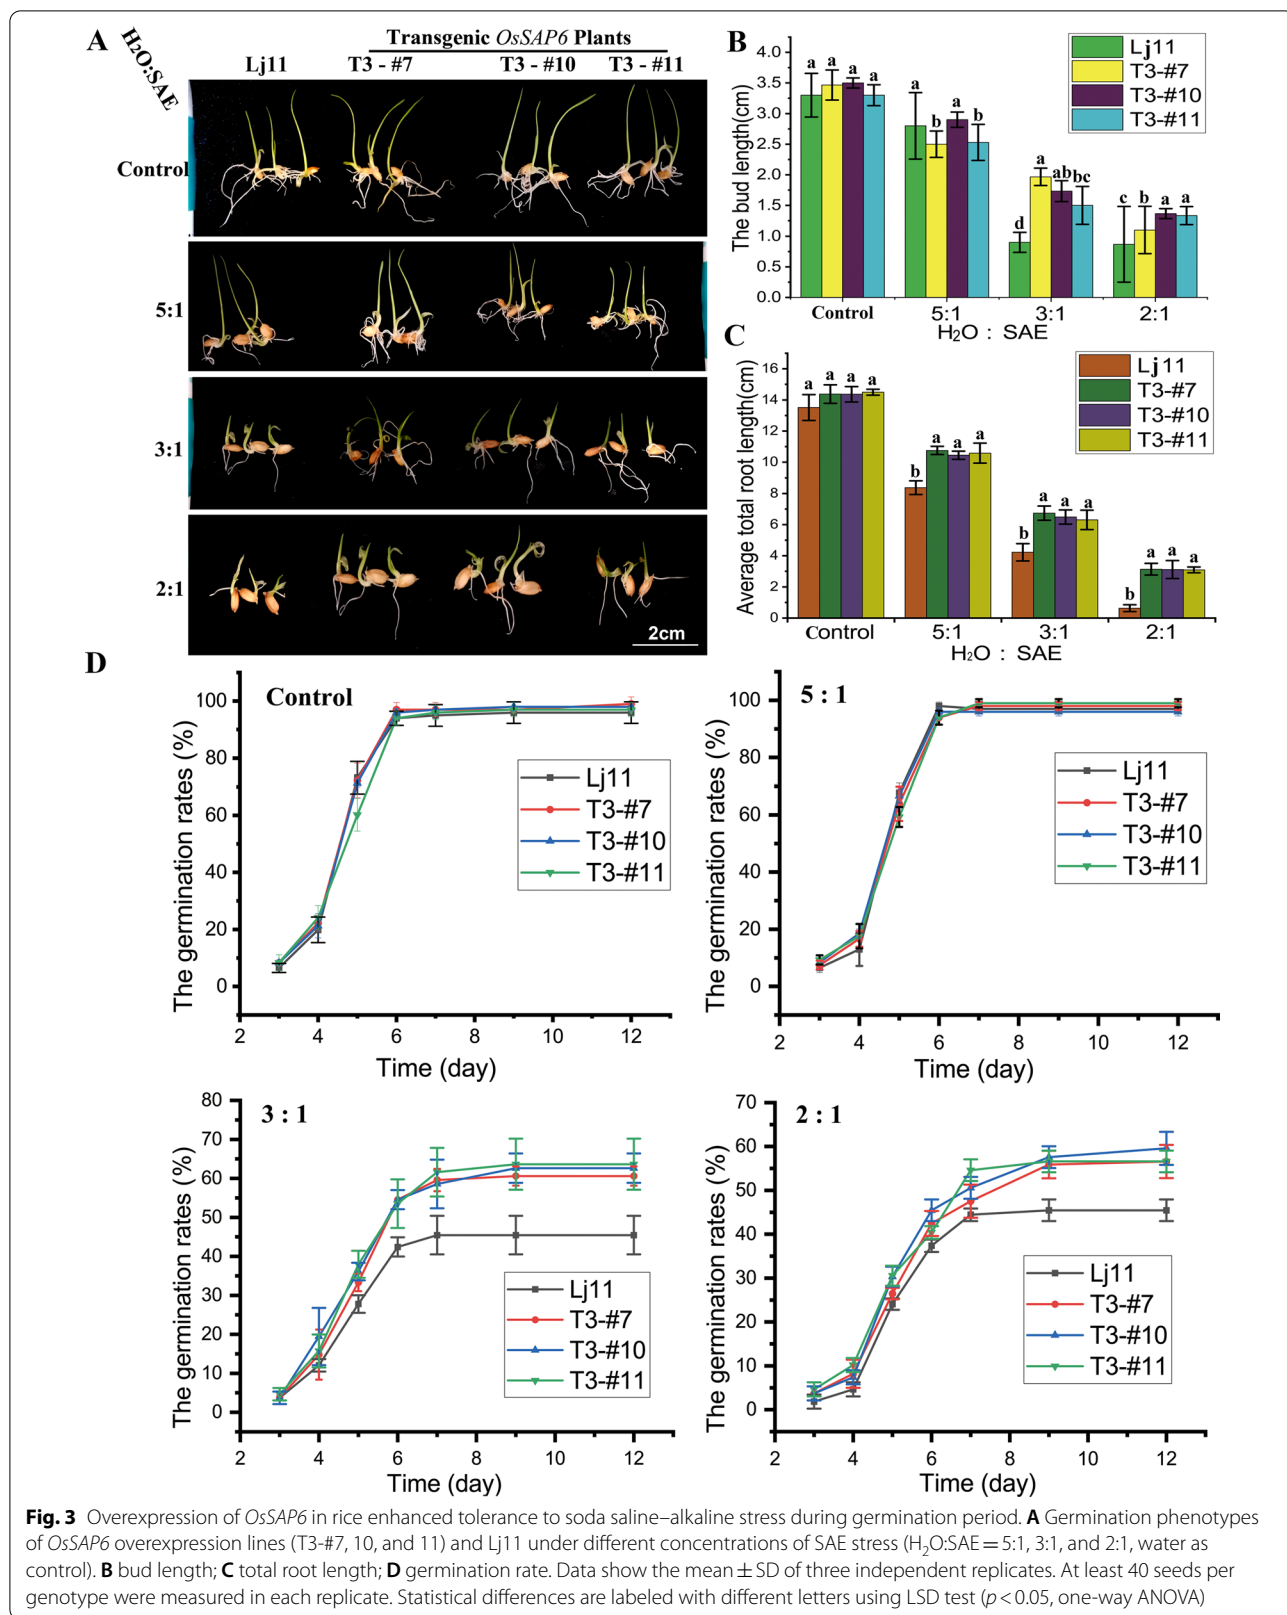 A
H₂O:SAE
Transgenic OsSAP6 Plants
Lj11 T3 - #7 T3 - #10 T3 - #11
Control
5:1
3:1
2:1
2cm
B
The bud length(cm)
4.0
3.5
3.0
2.5
2.0
1.5
1.0
0.5
0.0
a a a a
a b a b
d a ab bc
c b a a
Lj11
T3-#7
T3-#10
T3-#11
Control 5:1 3:1 2:1
H₂O : SAE
C
Average total root length(cm)
16
14
12
10
8
6
4
2
0
a a a a
b a a a
b a a a
b a a a
Lj11
T3-#7
T3-#10
T3-#11
Control 5:1 3:1 2:1
H₂O : SAE
D
Control
The germination rates (%)
100
80
60
40
20
0
Lj11
T3-#7
T3-#10
T3-#11
2 4 6 8 10 12
Time (day)
5 : 1
The germination rates (%)
100
80
60
40
20
0
Lj11
T3-#7
T3-#10
T3-#11
2 4 6 8 10 12
Time (day)
3 : 1
The germination rates (%)
80
70
60
50
40
30
20
10
0
Lj11
T3-#7
T3-#10
T3-#11
2 4 6 8 10 12
Time (day)
2 : 1
The germination rates (%)
70
60
50
40
30
20
10
0
Lj11
T3-#7
T3-#10
T3-#11
2 4 6 8 10 12
Time (day)
Fig. 3 Overexpression of OsSAP6 in rice enhanced tolerance to soda saline–alkaline stress during germination period. A Germination phenotypes
of OsSAP6 overexpression lines (T3-#7, 10, and 11) and Lj11 under different concentrations of SAE stress (H₂O:SAE = 5:1, 3:1, and 2:1, water as
control). B bud length; C total root length; D germination rate. Data show the mean ± SD of three independent replicates. At least 40 seeds per
genotype were measured in each replicate. Statistical differences are labeled with different letters using LSD test (p < 0.05, one-way ANOVA)